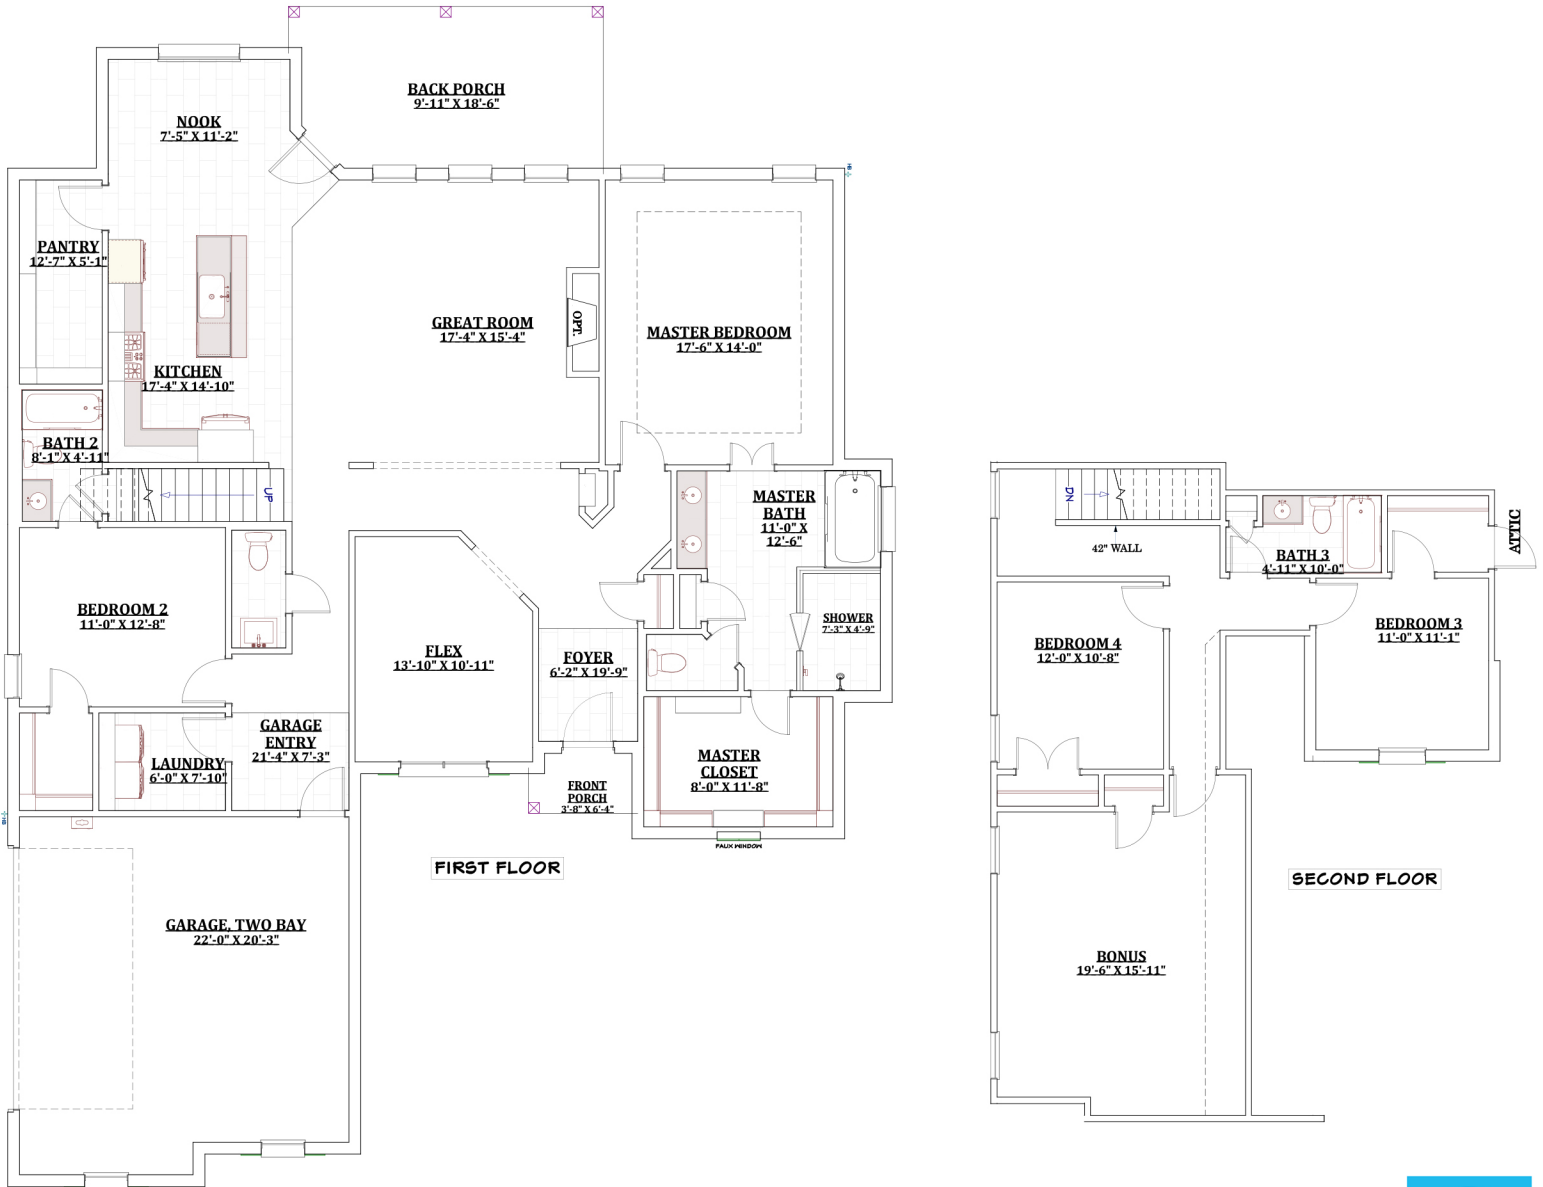 BACK PORCH
9'-11" X 18'-6"
NOOK
7'-5" X 11'-2"
HB
PANTRY
12'-7" X 5'-1"
GREAT ROOM
17'-4" X 15'-4"
OPT.
MASTER BEDROOM
17'-6" X 14'-0"
KITCHEN
17'-4" X 14'-10"
BATH 2
8'-1" X 4'-11"
UP
MASTER
BATH
11'-0" X
12'-6"
BEDROOM 2
11'-0" X 12'-8"
FLEX
13'-10" X 10'-11"
FOYER
6'-2" X 19'-9"
SHOWER
7'-3" X 4'-9"
GARAGE
ENTRY
21'-4" X 7'-3"
LAUNDRY
6'-0" X 7'-10"
MASTER
CLOSET
8'-0" X 11'-8"
FRONT
PORCH
3'-8" X 6'-4"
HB
FAUX WINDOW
FIRST FLOOR
GARAGE, TWO BAY
22'-0" X 20'-3"
DN
42" WALL
BATH 3
4'-11" X 10'-0"
ATTIC
BEDROOM 4
12'-0" X 10'-8"
BEDROOM 3
11'-0" X 11'-1"
SECOND FLOOR
BONUS
19'-6" X 15'-11"